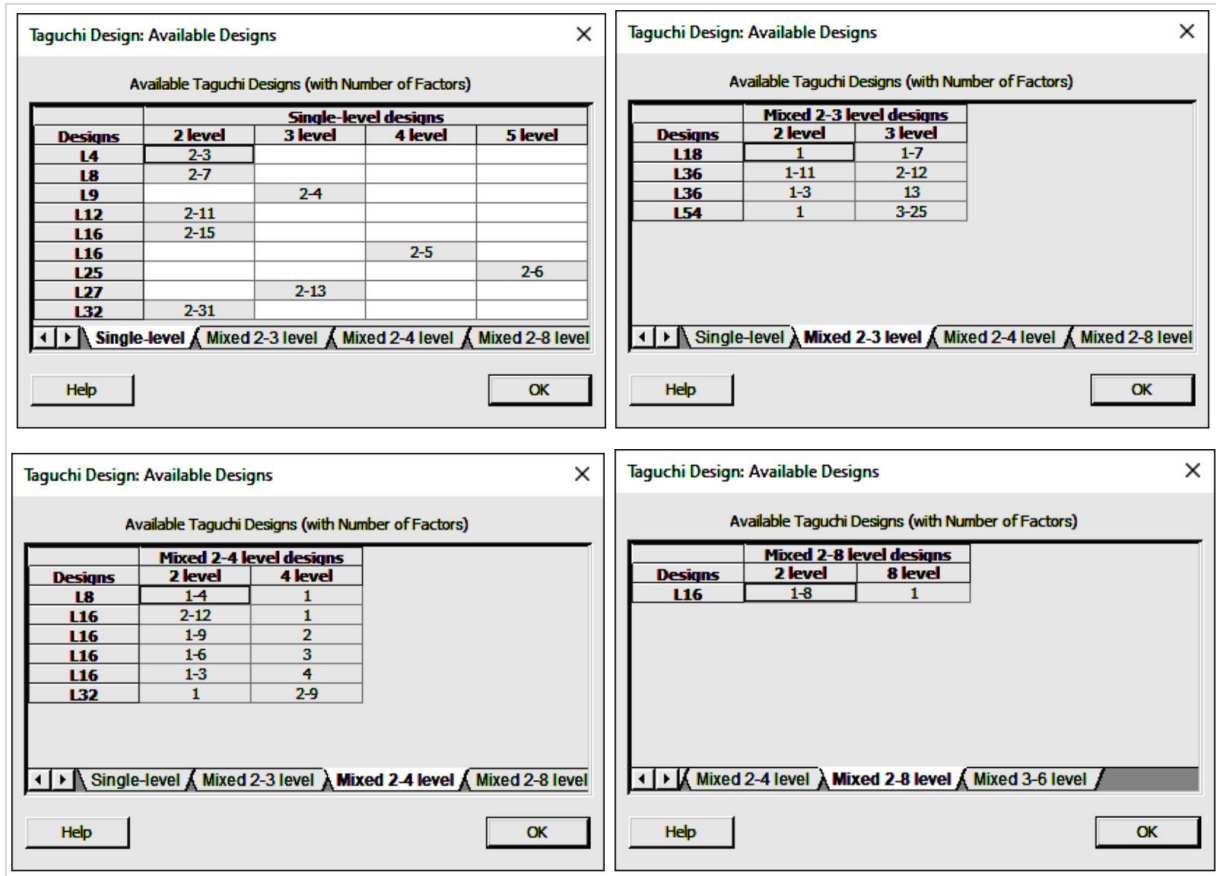 Taguchi Design: Available Designs
Available Taguchi Designs (with Number of Factors)
Single-level designs
Designs 2 level 3 level 4 level 5 level
L4 2-3
L8 2-7
L9 2-4
L12 2-11
L16 2-15
L16 2-5
L25 2-6
L27 2-13
L32 2-31
Single-level Mixed 2-3 level Mixed 2-4 level Mixed 2-8 level
Help OK
Taguchi Design: Available Designs
Available Taguchi Designs (with Number of Factors)
Mixed 2-3 level designs
Designs 2 level 3 level
L18 1 1-7
L36 1-11 2-12
L36 1-3 13
L54 1 3-25
Single-level Mixed 2-3 level Mixed 2-4 level Mixed 2-8 level
Help OK
Taguchi Design: Available Designs
Available Taguchi Designs (with Number of Factors)
Mixed 2-4 level designs
Designs 2 level 4 level
L8 1-4 1
L16 2-12 1
L16 1-9 2
L16 1-6 3
L16 1-3 4
L32 1 2-9
Single-level Mixed 2-3 level Mixed 2-4 level Mixed 2-8 level
Help OK
Taguchi Design: Available Designs
Available Taguchi Designs (with Number of Factors)
Mixed 2-8 level designs
Designs 2 level 8 level
L16 1-8 1
Mixed 2-4 level Mixed 2-8 level Mixed 3-6 level
Help OK